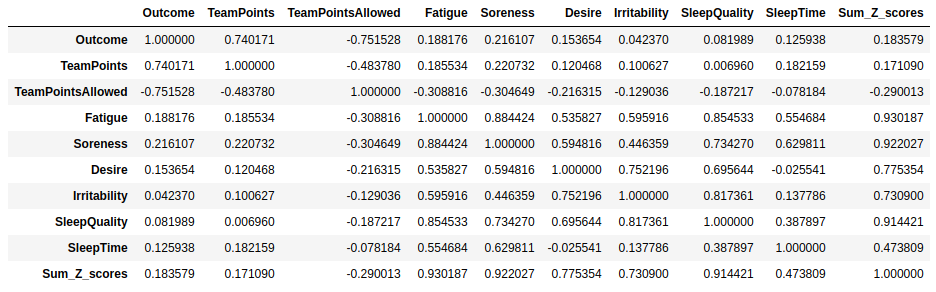 Outcome TeamPoints TeamPointsAllowed Fatigue Soreness Desire Irritability SleepQuality SleepTime Sum_Z_scores
Outcome 1.000000 0.740171 -0.751528 0.188176 0.216107 0.153654 0.042370 0.081989 0.125938 0.183579
TeamPoints 0.740171 1.000000 -0.483780 0.185534 0.220732 0.120468 0.100627 0.006960 0.182159 0.171090
TeamPointsAllowed -0.751528 -0.483780 1.000000 -0.308816 -0.304649 -0.216315 -0.129036 -0.187217 -0.078184 -0.290013
Fatigue 0.188176 0.185534 -0.308816 1.000000 0.884424 0.535827 0.595916 0.854533 0.554684 0.930187
Soreness 0.216107 0.220732 -0.304649 0.884424 1.000000 0.594816 0.446359 0.734270 0.629811 0.922027
Desire 0.153654 0.120468 -0.216315 0.535827 0.594816 1.000000 0.752196 0.695644 -0.025541 0.775354
Irritability 0.042370 0.100627 -0.129036 0.595916 0.446359 0.752196 1.000000 0.817361 0.137786 0.730900
SleepQuality 0.081989 0.006960 -0.187217 0.854533 0.734270 0.695644 0.817361 1.000000 0.387897 0.914421
SleepTime 0.125938 0.182159 -0.078184 0.554684 0.629811 -0.025541 0.137786 0.387897 1.000000 0.473809
Sum_Z_scores 0.183579 0.171090 -0.290013 0.930187 0.922027 0.775354 0.730900 0.914421 0.473809 1.000000